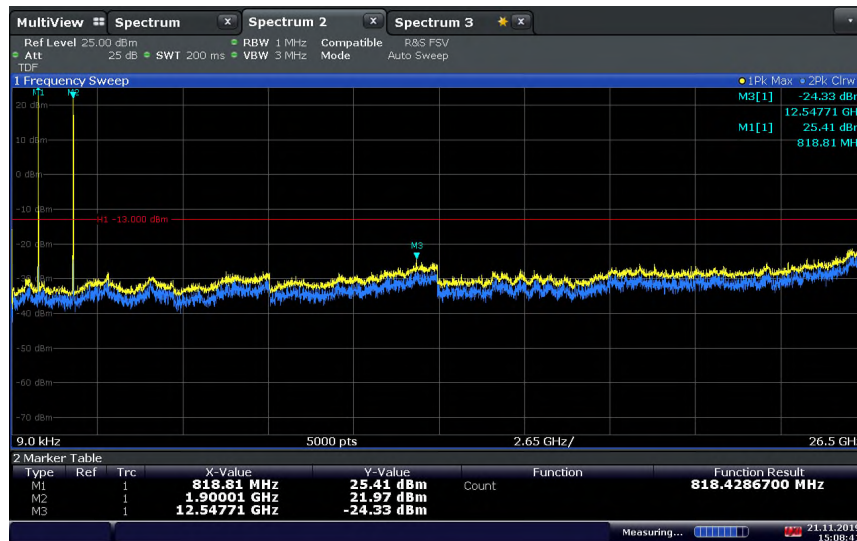 MultiView Spectrum x Spectrum 2 x Spectrum 3 x
Ref Level 25.00 dBm RBW 1 MHz Compatible R&S FSV
Att 25 dB SWT 200 ms VBW 3 MHz Mode Auto Sweep
TDF
1 Frequency Sweep 1Pk Max 2Pk Clrw
M1 M2 M3[1] -24.33 dBm
20 dBm 12.54771 GH
M1[1] 25.41 dBm
10 dBm 818.81 MH
0 dBm
-10 dBm
H1 -13.000 dBm
-20 dBm M3
-30 dBm
-40 dBm
-50 dBm
-60 dBm
-70 dBm
9.0 kHz 5000 pts 2.65 GHz/ 26.5 GH
2 Marker Table
Type Ref Trc X-Value Y-Value Function Function Result
M1 1 818.81 MHz 25.41 dBm Count 818.4286700 MHz
M2 1 1.90001 GHz 21.97 dBm
M3 1 12.54771 GHz -24.33 dBm
Measuring... 21.11.2019
15:08:47